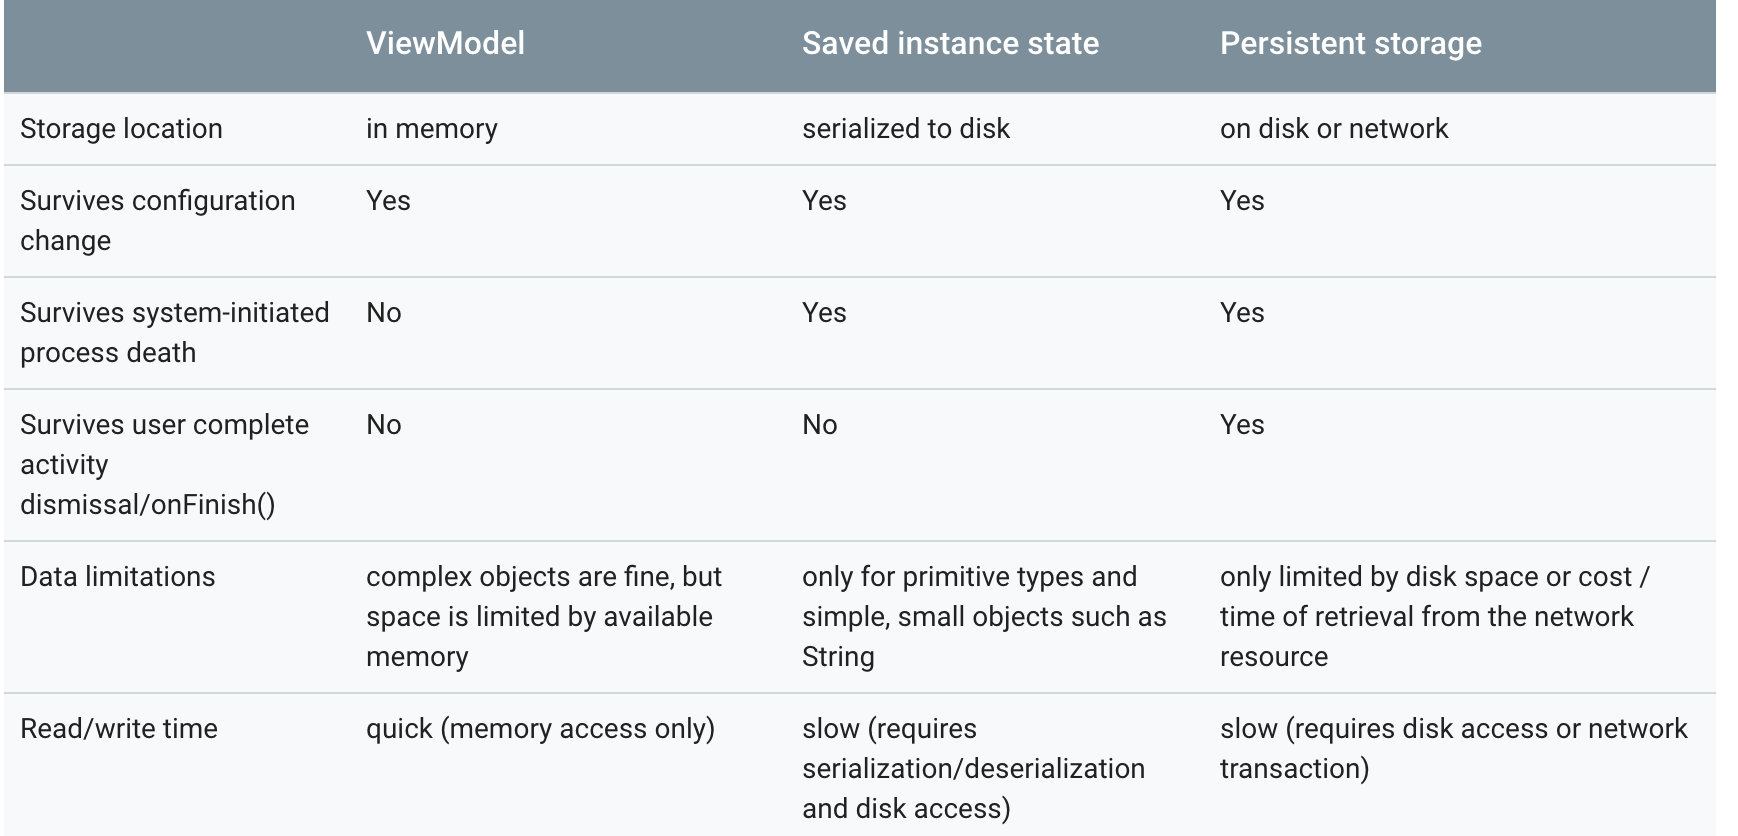 ViewModel Saved instance state Persistent storage
Storage location in memory serialized to disk on disk or network
Survives configuration Yes Yes Yes
change
Survives system-initiated No Yes Yes
process death
Survives user complete No No Yes
activity
dismissal/onFinish()
Data limitations complex objects are fine, but only for primitive types and only limited by disk space or cost /
space is limited by available simple, small objects such as time of retrieval from the network
memory String resource
Read/write time quick (memory access only) slow (requires slow (requires disk access or network
serialization/deserialization transaction)
and disk access)